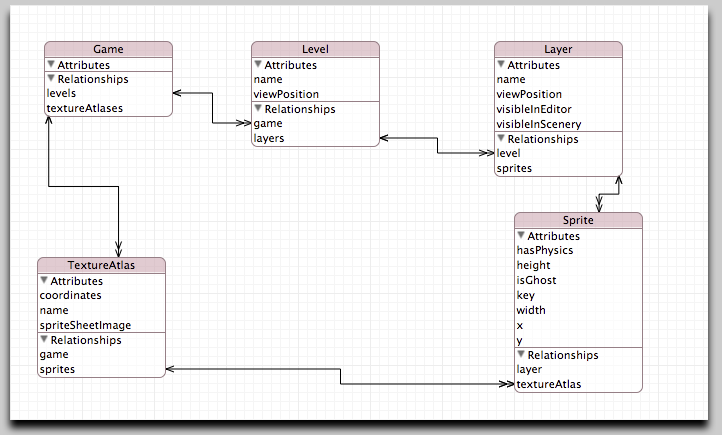 Game
Attributes
Relationships
levels
textureAtlases
Level
Attributes
name
viewPosition
Relationships
game
layers
Layer
Attributes
name
viewPosition
visibleInEditor
visibleInScenery
Relationships
level
sprites
TextureAtlas
Attributes
coordinates
name
spriteSheetImage
Relationships
game
sprites
Sprite
Attributes
hasPhysics
height
isGhost
key
width
x
y
Relationships
layer
textureAtlas